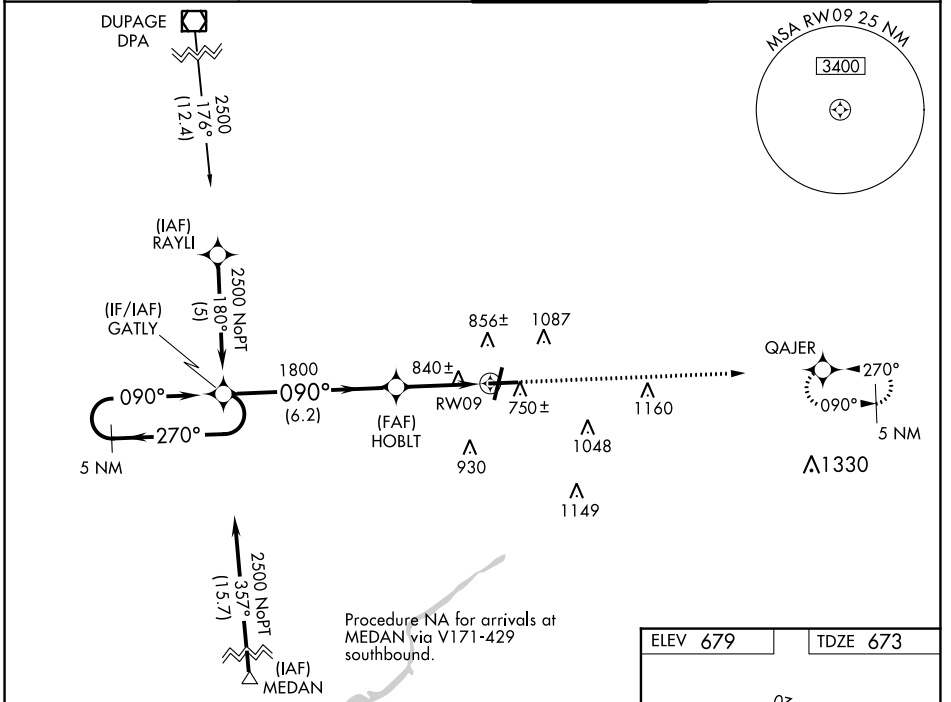 DUPAGE
DPA
MSA RW09 25 NM
3400
2500
176°
(12.4)
(IAF)
RAYLI
2500 NoPT
180°
(5)
(IF/IAF)
GATLY
856±
1087
QAJER
1800
840±
270°
090°
090°
(6.2)
RW09
750±
1160
090°
(FAF)
HOBLT
270°
1048
5 NM
5 NM
930
1330
1149
2500 NoPT
357°
(15.7)
Procedure NA for arrivals at
MEDAN via V171-429
southbound.
(IAF)
MEDAN
ELEV 679
TDZE 673